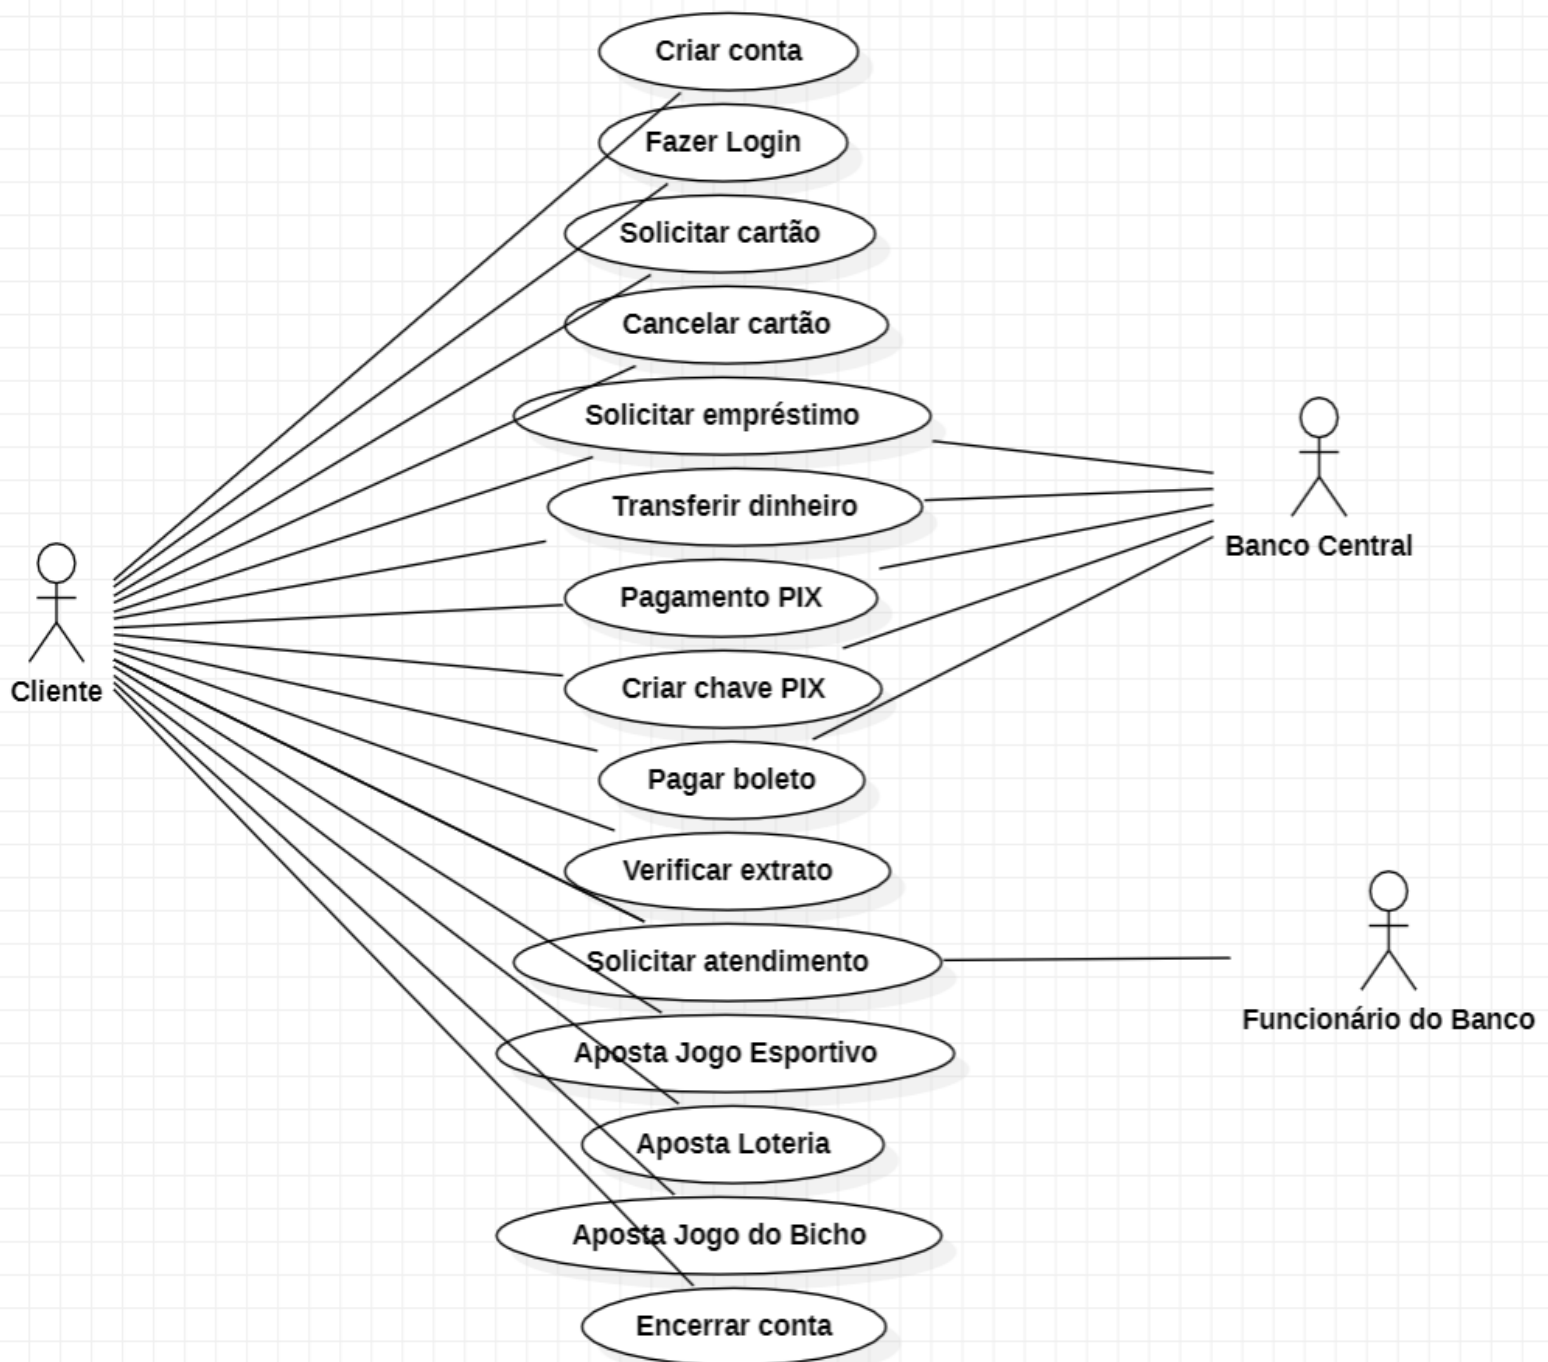 Criar conta
Fazer Login
Solicitar cartão
Cancelar cartão
Solicitar empréstimo
Transferir dinheiro
Banco Central
Pagamento PIX
Criar chave PIX
Cliente
Pagar boleto
Verificar extrato
Solicitar atendimento
Funcionário do Banco
Aposta Jogo Esportivo
Aposta Loteria
Aposta Jogo do Bicho
Encerrar conta